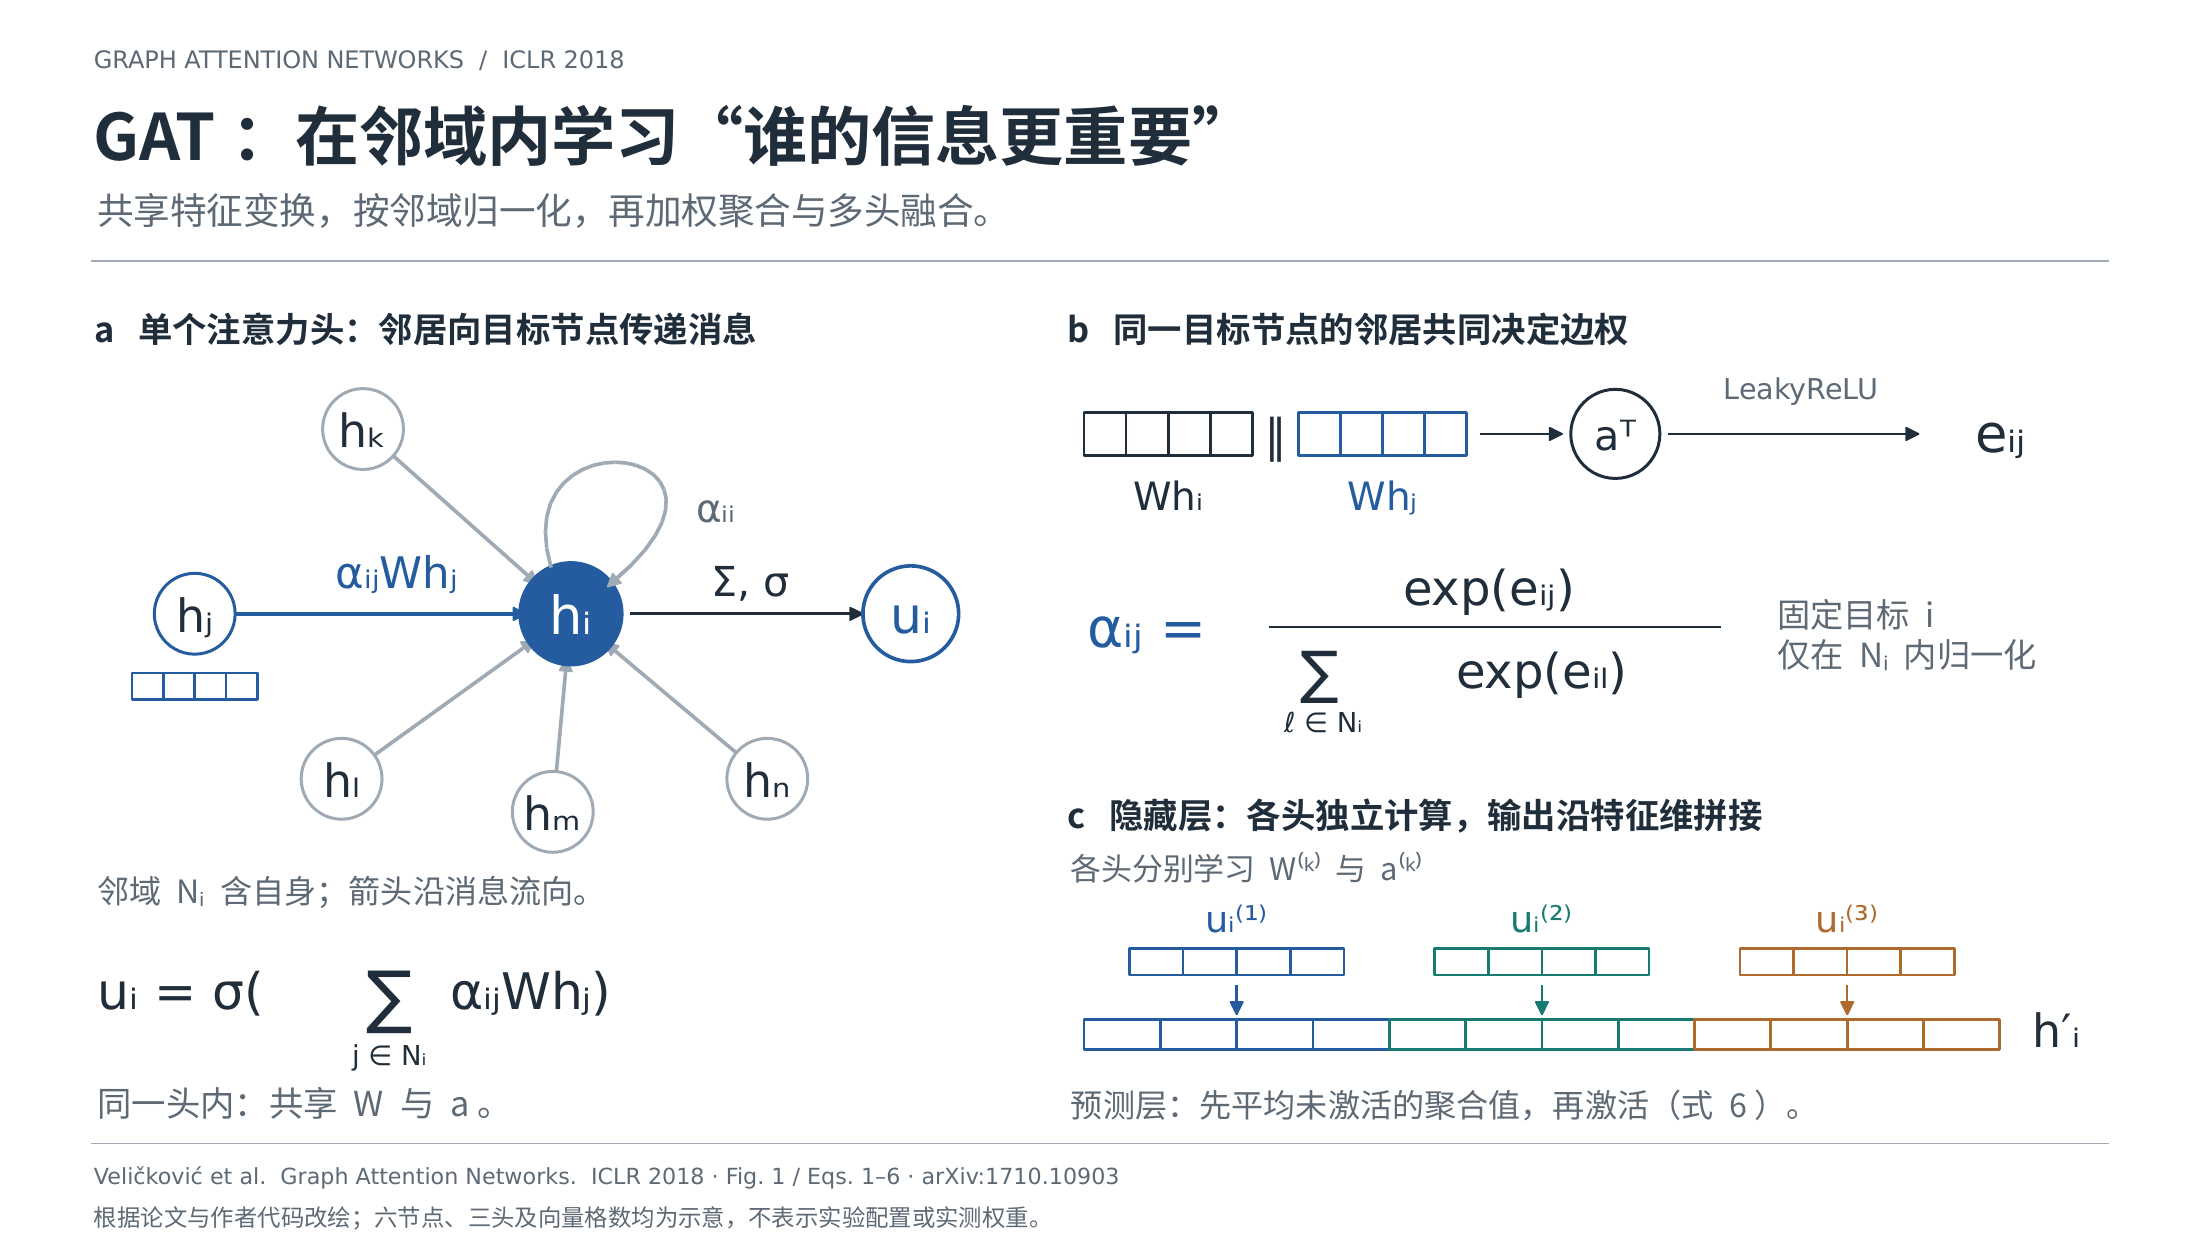 GRAPH ATTENTION NETWORKS / ICLR 2018
GAT：在邻域内学习“谁的信息更重要”
共享特征变换，按邻域归一化，再加权聚合与多头融合。
a 单个注意力头：邻居向目标节点传递消息
hₖ
αᵢᵢ
αᵢⱼWhⱼ
Σ, σ
hⱼ
hᵢ
uᵢ
hₗ
hₘ
hₙ
邻域 Nᵢ 含自身；箭头沿消息流向。
uᵢ = σ( ∑ αᵢⱼWhⱼ)
j ∈ Nᵢ
同一头内：共享 W 与 a。
b 同一目标节点的邻居共同决定边权
LeakyReLU
‖
aᵀ
eᵢⱼ
Whᵢ
Whⱼ
exp(eᵢⱼ)
αᵢⱼ =
∑ exp(eᵢₗ)
ℓ ∈ Nᵢ
固定目标 i
仅在 Nᵢ 内归一化
c 隐藏层：各头独立计算，输出沿特征维拼接
各头分别学习 W⁽ᵏ⁾ 与 a⁽ᵏ⁾
uᵢ⁽¹⁾ uᵢ⁽²⁾ uᵢ⁽³⁾
h′ᵢ
预测层：先平均未激活的聚合值，再激活（式 6）。
Veličković et al. Graph Attention Networks. ICLR 2018 · Fig. 1 / Eqs. 1–6 · arXiv:1710.10903
根据论文与作者代码改绘；六节点、三头及向量格数均为示意，不表示实验配置或实测权重。